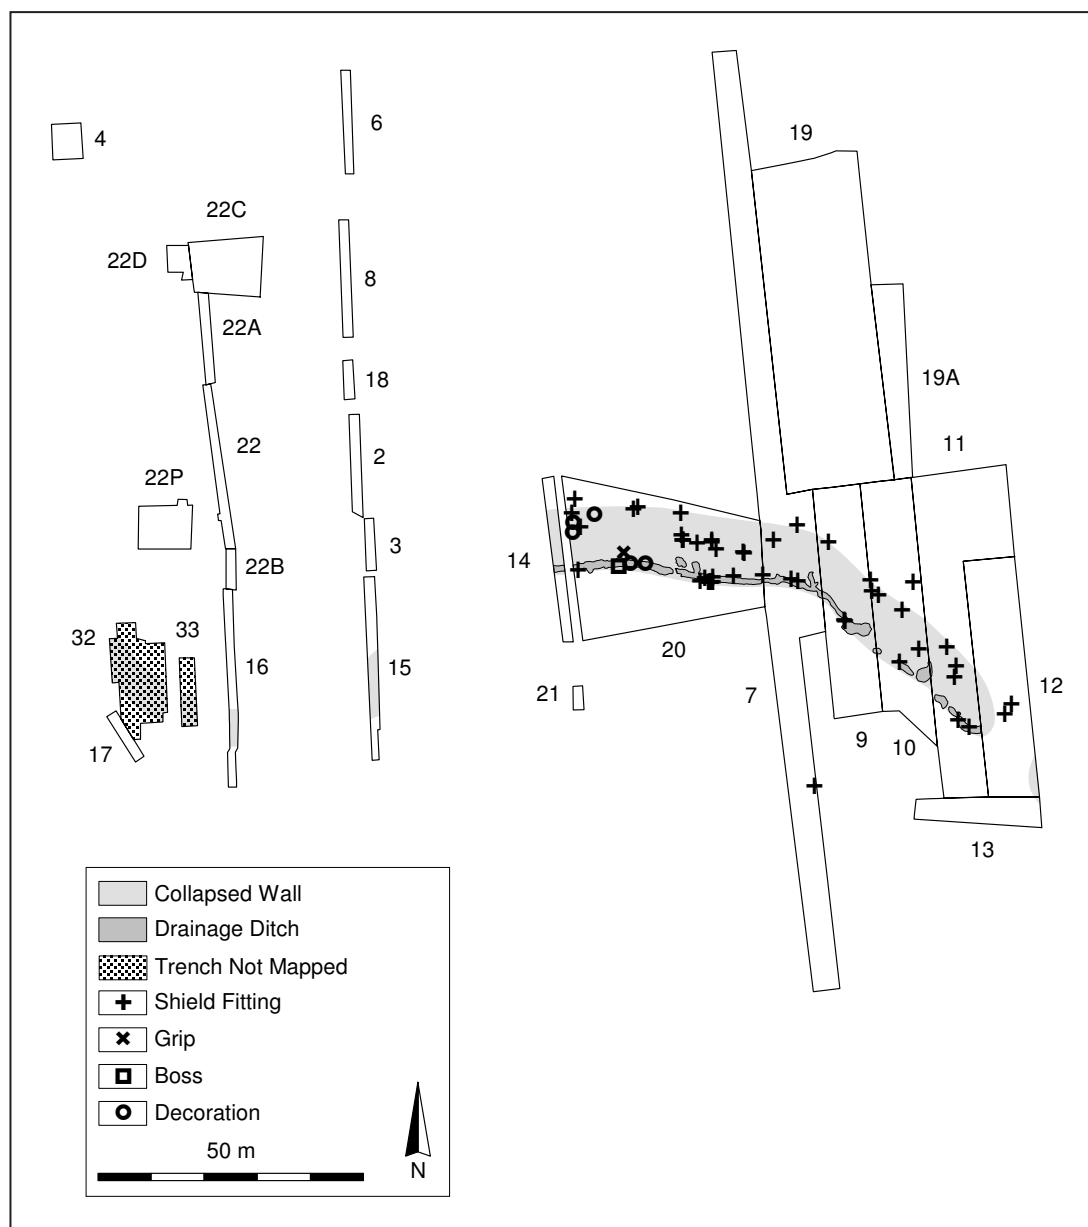 6
19
4
22C
22D
8
22A
18
19A
22
2
11
22P
3
14
22B
32
33
16
15
20
21
7
12
17
9
10
13
Collapsed Wall
Drainage Ditch
Trench Not Mapped
Shield Fitting
Grip
Boss
Decoration
50 m
N